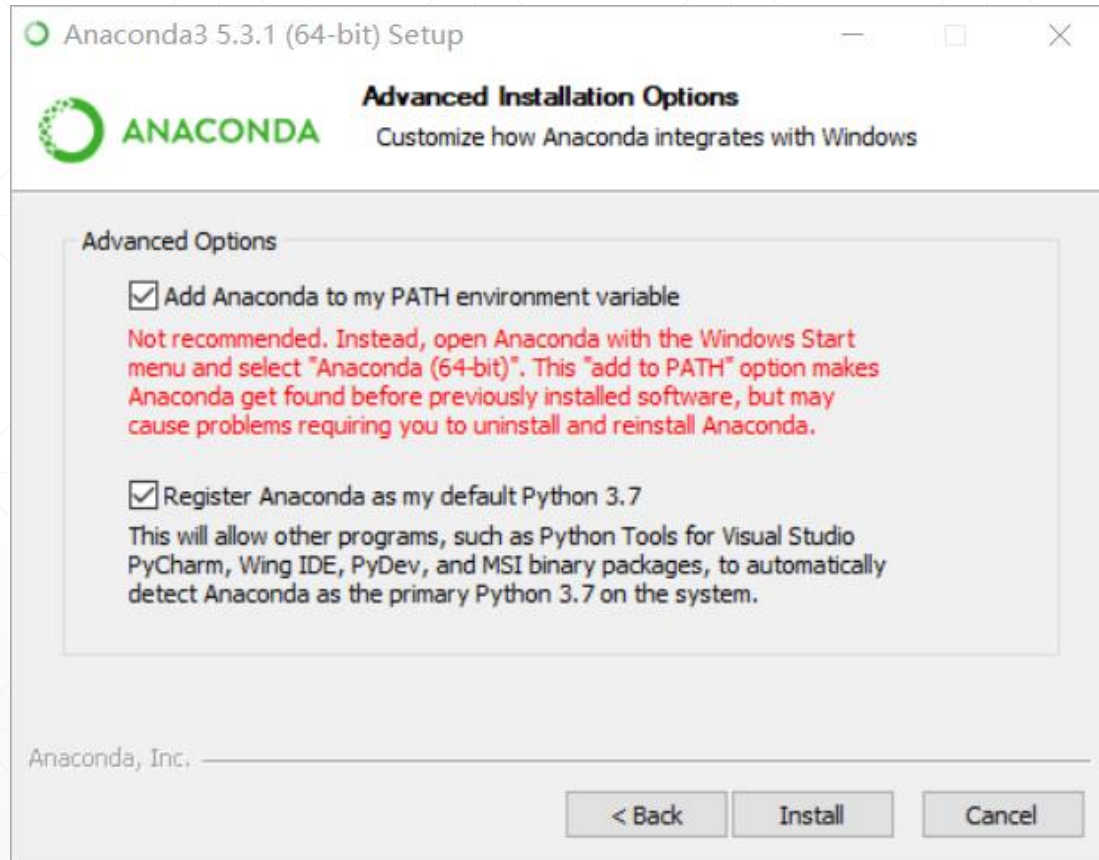 Anaconda3 5.3.1 (64-bit) Setup
ANACONDA
Advanced Installation Options
Customize how Anaconda integrates with Windows
Advanced Options
Add Anaconda to my PATH environment variable
Not recommended. Instead, open Anaconda with the Windows Start
menu and select "Anaconda (64-bit)". This "add to PATH" option makes
Anaconda get found before previously installed software, but may
cause problems requiring you to uninstall and reinstall Anaconda.
Register Anaconda as my default Python 3.7
This will allow other programs, such as Python Tools for Visual Studio
PyCharm, Wing IDE, PyDev, and MSI binary packages, to automatically
detect Anaconda as the primary Python 3.7 on the system.
Anaconda, Inc.
< Back
Install
Cancel